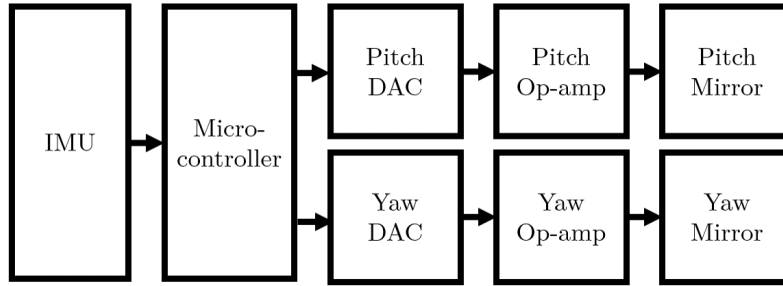 IMU
Micro-
controller
Pitch
DAC
Pitch
Op-amp
Pitch
Mirror
Yaw
DAC
Yaw
Op-amp
Yaw
Mirror